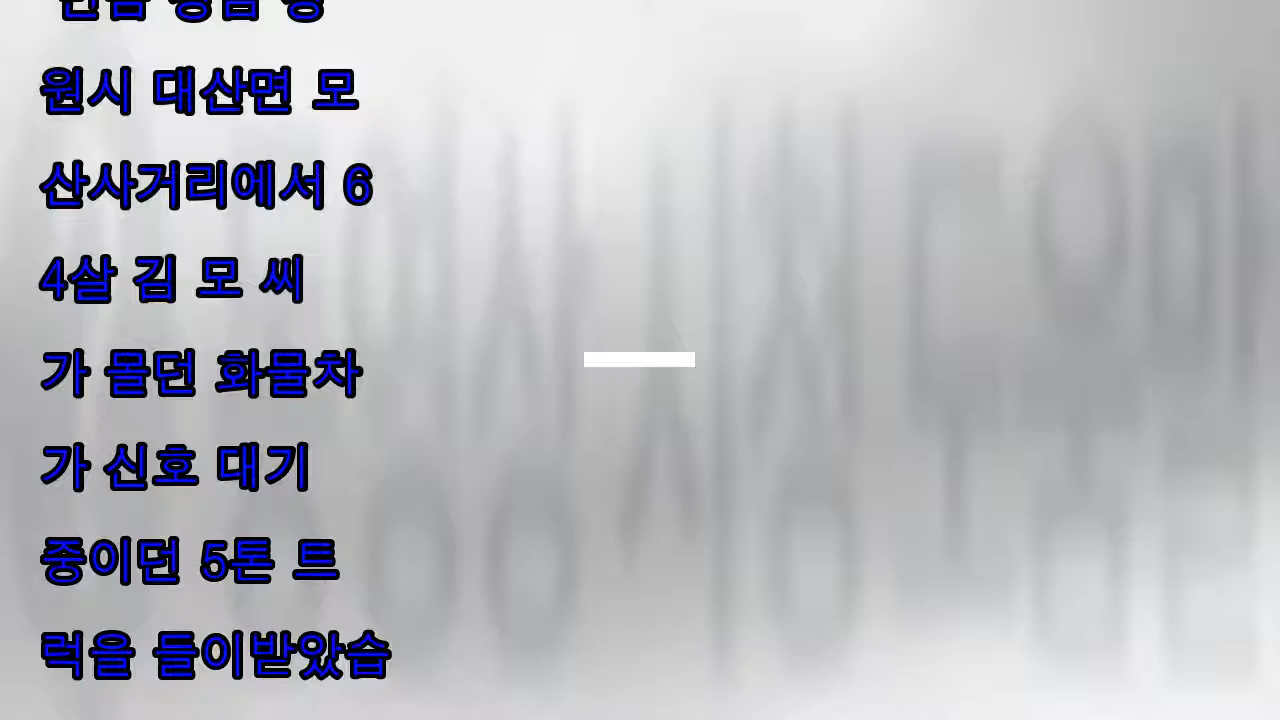 원시 대산면 모
산사거리에서 6
4살 김 모 씨
가 몰던 화물차
가 신호 대기
중이던 5톤 트
럭을 들이받았습